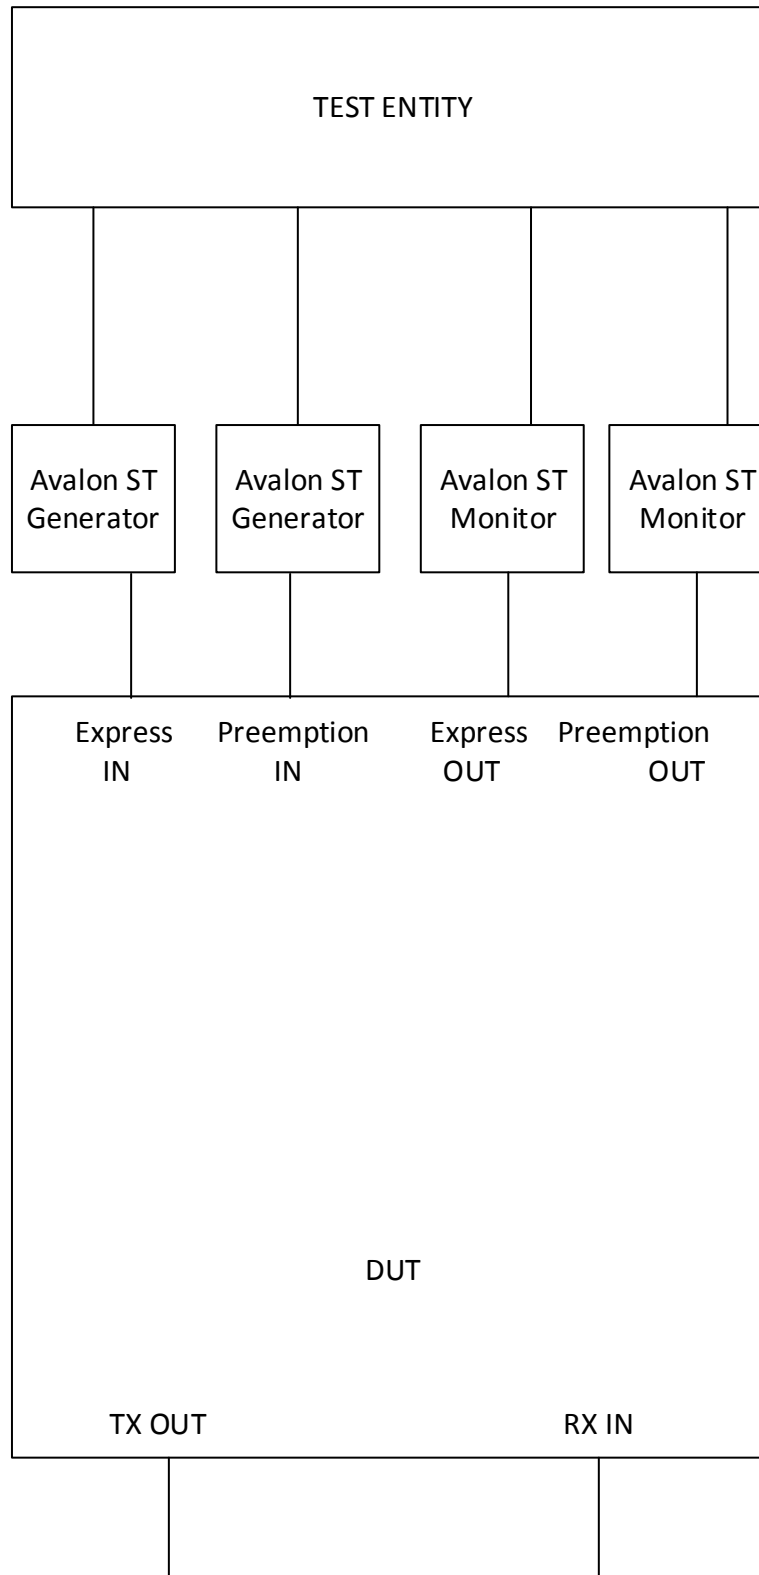 TEST ENTITY
Avalon ST
Generator
Avalon ST
Generator
Avalon ST
Monitor
Avalon ST
Monitor
Express
IN
Preemption
IN
Express
OUT
Preemption
OUT
DUT
TX OUT
RX IN